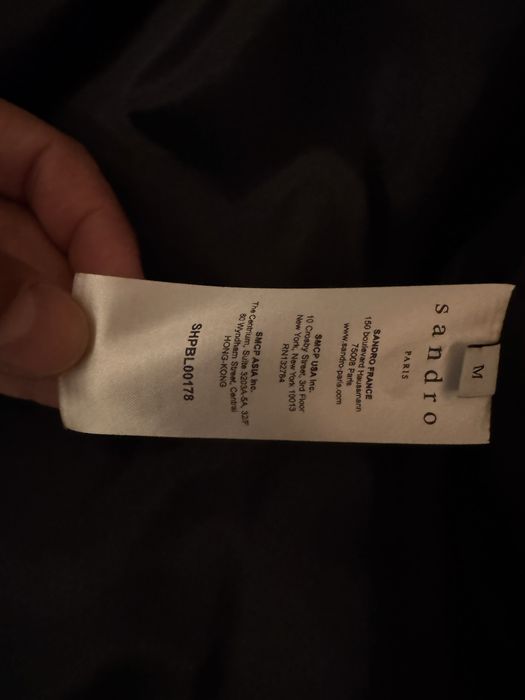 M
sandro
PARIS
SANDRO FRANCE
150 boulevard Haussmann
75008 Paris
www.sandro-paris.com
SMCP USA Inc.
10 Crosby Street, 3rd Floor
New York, New York 10013
RN132784
SMCP ASIA Inc.
The Centrium, Suite 3203A-5A, 32/F
60 Wyndham Street, Central
HONG KONG
SHPBL00178